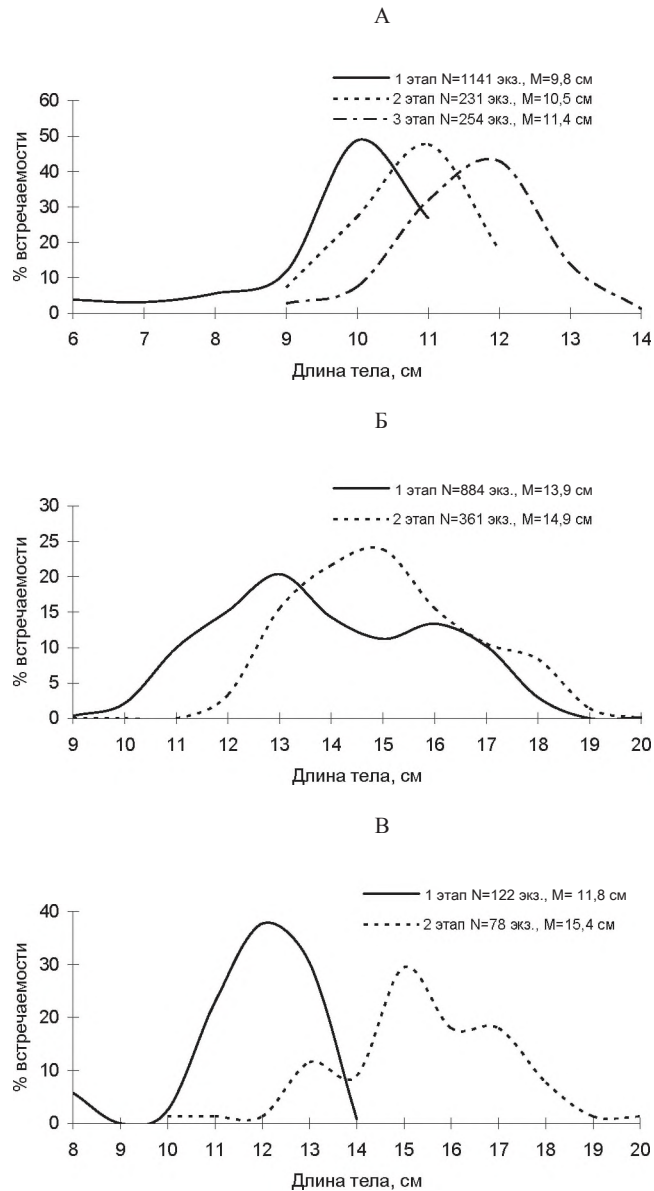 А
1 этап N=1141 экз., M=9,8 см
2 этап N=231 экз., M=10,5 см
3 этап N=254 экз., M=11,4 см
% встречаемости
60
50
40
30
20
10
0
6 7 8 9 10 11 12 13 14
Длина тела, см
Б
1 этап N=884 экз., M=13,9 см
2 этап N=361 экз., M=14,9 см
% встречаемости
30
25
20
15
10
5
0
9 10 11 12 13 14 15 16 17 18 19 20
Длина тела, см
В
1 этап N=122 экз., M= 11,8 см
2 этап N=78 экз., M=15,4 см
% встречаемости
40
30
20
10
0
8 9 10 11 12 13 14 15 16 17 18 19 20
Длина тела, см